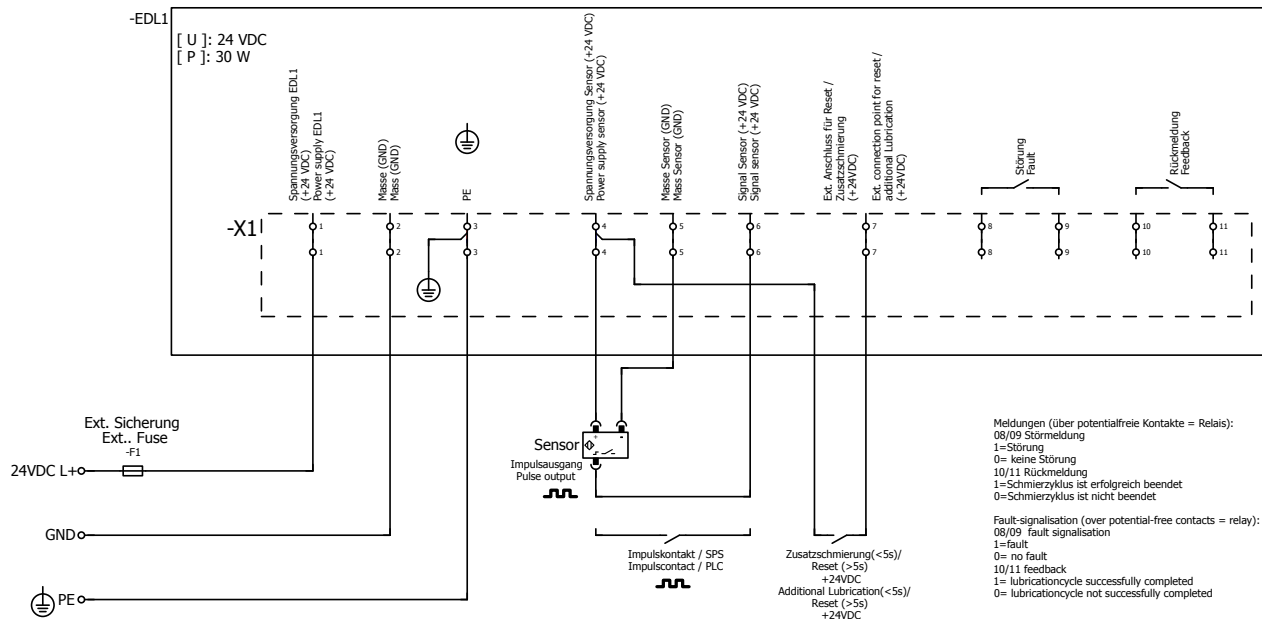 -EDL1
[ U ]: 24 VDC
[ P ]: 30 W
Spannungsversorgung EDL1
(+24 VDC)
Power supply EDL1
(+24 VDC)
Masse (GND)
Mass (GND)
PE
Spannungsversorgung Sensor (+24 VDC)
Power supply sensor (+24 VDC)
Masse Sensor (GND)
Mass Sensor (GND)
Signal Sensor (+24 VDC)
Signal sensor (+24 VDC)
Ext. Anschluss für Reset /
Zusatzschmierung
(+24VDC)
Ext. connection point for reset /
additional Lubrication
(+24VDC)
Störung
Fault
Rückmeldung
Feedback
-X1
1 2 3 4 5 6 7 8 9 10 11
1 2 3 4 5 6 7 8 9 10 11
Ext. Sicherung
Ext.. Fuse
-F1
24VDC L+
GND
PE
Sensor
+ -
Impulsausgang
Pulse output
Impulskontakt / SPS
Impulscontact / PLC
Zusatzschmierung(<5s)/
Reset (>5s)
+24VDC
Additional Lubrication(<5s)/
Reset (>5s)
+24VDC
Meldungen (über potentialfreie Kontakte = Relais):
08/09 Störmeldung
1=Störung
0= keine Störung
10/11 Rückmeldung
1=Schmierzyklus ist erfolgreich beendet
0=Schmierzyklus ist nicht beendet
Fault-signalisation (over potential-free contacts = relay):
08/09 fault signalisation
1=fault
0= no fault
10/11 feedback
1= lubricationcycle successfully completed
0= lubricationcycle not successfully completed